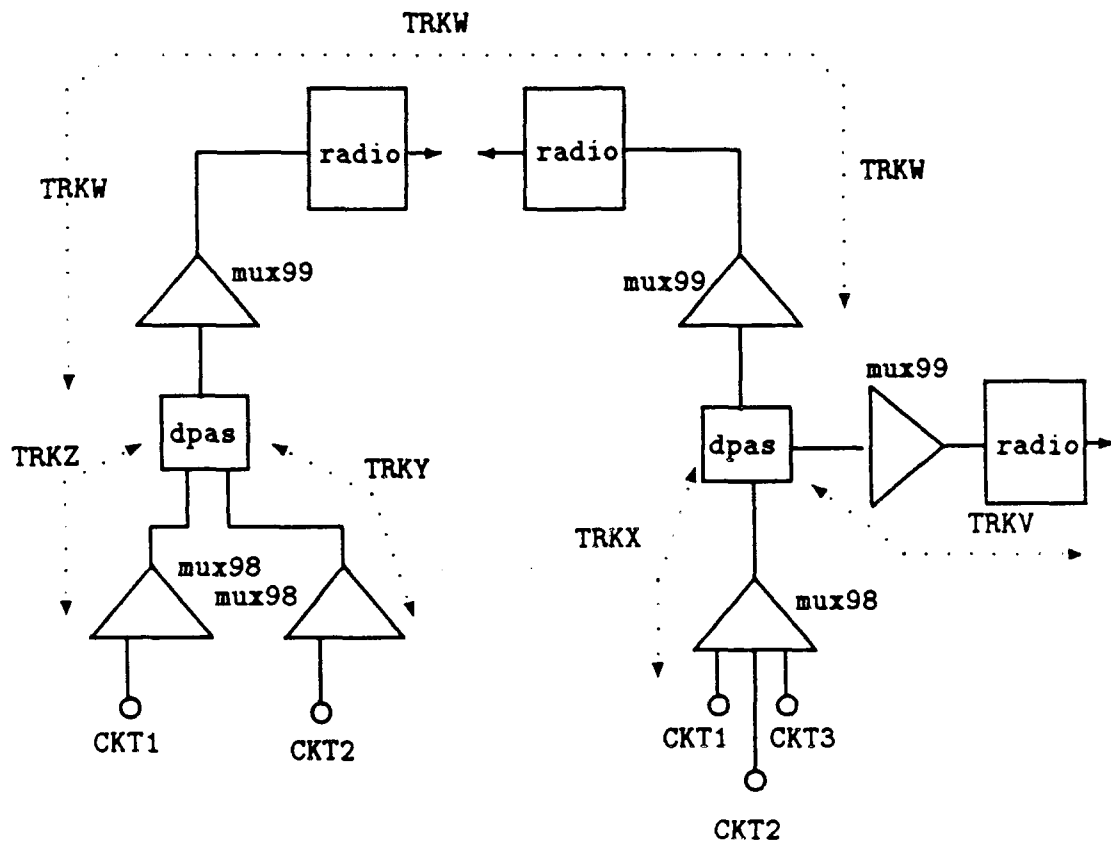 TRKW
radio
radio
TRKW
TRKW
mux99
mux99
mux99
dpas
dpas
radio
TRKZ
TRKY
TRKV
TRKX
mux98
mux98
mux98
CKT1
CKT2
CKT1
CKT3
CKT2